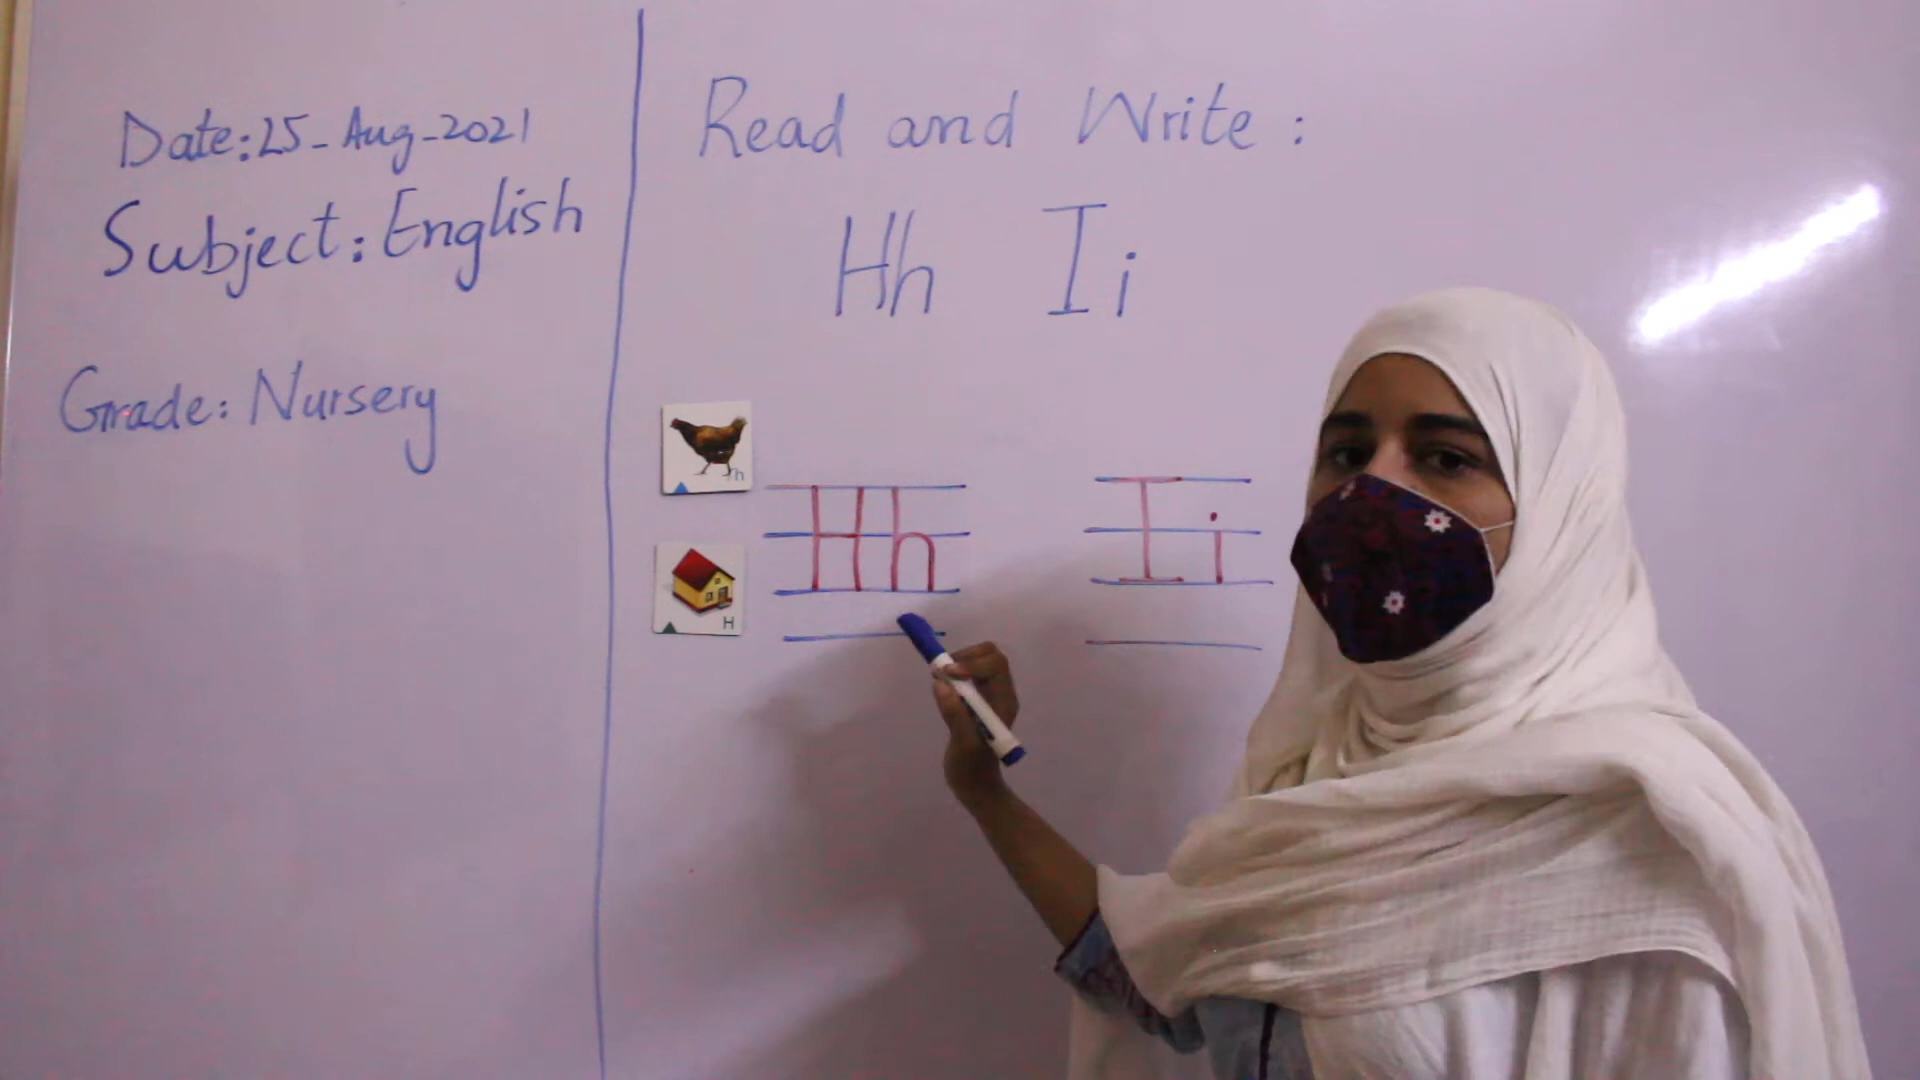 Date: 25-Aug-2021
Subject: English
Grade: Nursery
Read and Write:
Hh Ii
h
H
Hh Ii